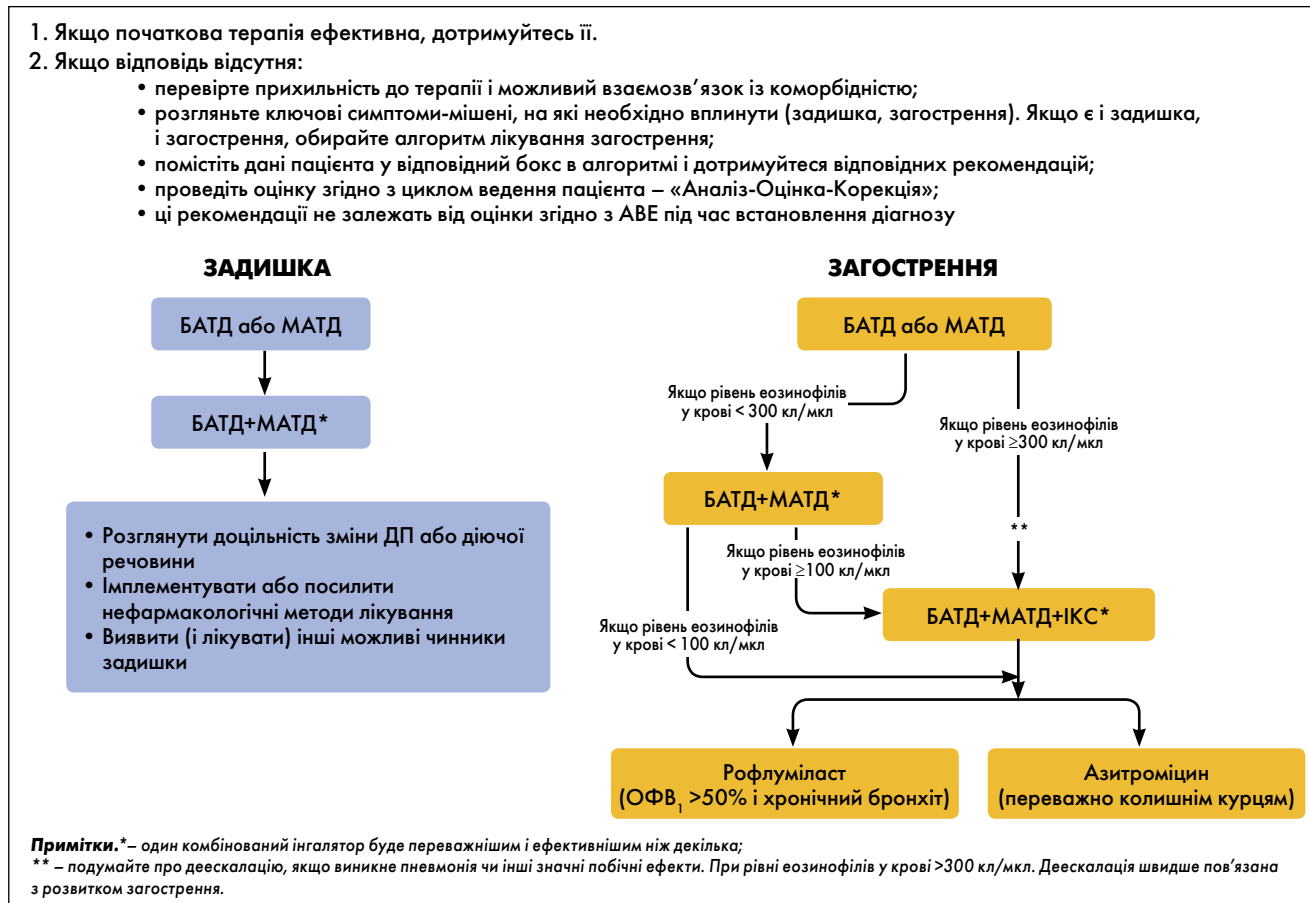 1. Якщо початкова терапія ефективна, дотримуйтесь її.
2. Якщо відповідь відсутня:
• перевірте прихильність до терапії і можливий взаємозв’язок із коморбідністю;
• розгляньте ключові симптоми-мішені, на які необхідно вплинути (задишка, загострення). Якщо є і задишка,
і загострення, обирайте алгоритм лікування загострення;
• помістіть дані пацієнта у відповідний бокс в алгоритмі і дотримуйтеся відповідних рекомендацій;
• проведіть оцінку згідно з циклом ведення пацієнта – «Аналіз-Оцінка-Корекція»;
• ці рекомендації не залежать від оцінки згідно з АВЕ під час встановлення діагнозу
ЗАДИШКА
БАТД або МАТД
БАТД+МАТД*
• Розглянути доцільність зміни ДП або діючої
речовини
• Імплементувати або посилити
нефармакологічні методи лікування
• Виявити (і лікувати) інші можливі чинники
задишки
ЗАГОСТРЕННЯ
БАТД або МАТД
Якщо рівень еозинофілів
у крові < 300 кл/мкл
Якщо рівень еозинофілів
у крові ≥300 кл/мкл
БАТД+МАТД*
**
Якщо рівень еозинофілів
у крові ≥100 кл/мкл
БАТД+МАТД+ІКС*
Якщо рівень еозинофілів
у крові < 100 кл/мкл
Рофлуміласт
(ОФВ₁ >50% і хронічний бронхіт)
Азитроміцин
(переважно колишнім курцям)
Примітки.*– один комбінований інгалятор буде переважнішим і ефективнішим ніж декілька;
** – подумайте про деескалацію, якщо виникне пневмонія чи інші значні побічні ефекти. При рівні еозинофілів у крові >300 кл/мкл. Деескалація швидше пов’язана
з розвитком загострення.